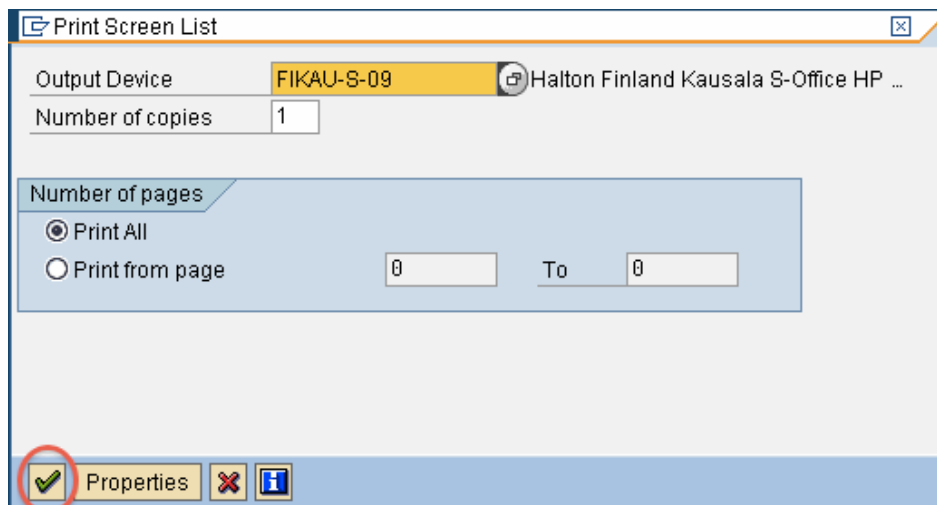 Print Screen List
Output Device FIKAU-S-09 Halton Finland Kausala S-Office HP ...
Number of copies 1
Number of pages
Print All
Print from page 0 To 0
Properties